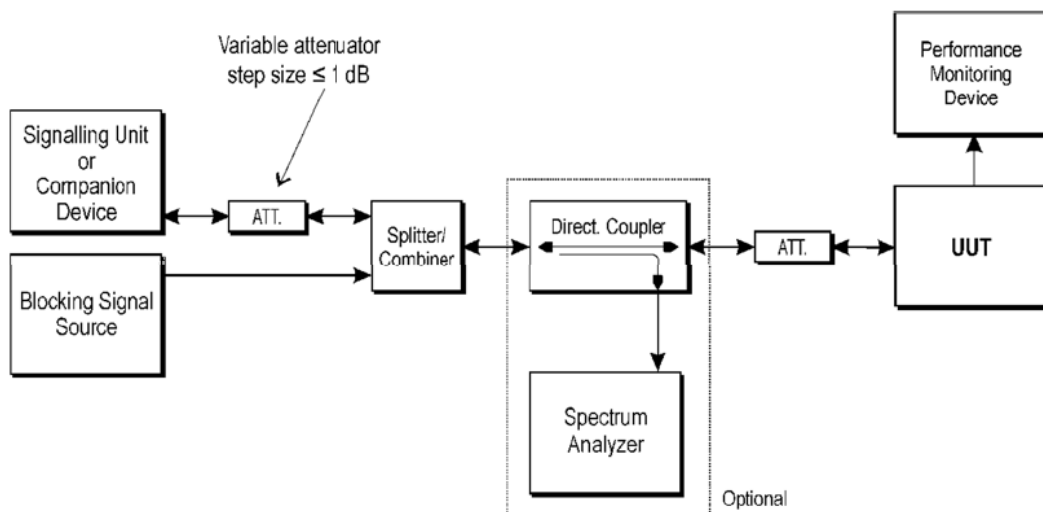 Variable attenuator
step size ≤ 1 dB
Signalling Unit
or
Companion
Device
ATT.
Splitter/
Combiner
Blocking Signal
Source
Direct. Coupler
Spectrum
Analyzer
Optional
ATT.
Performance
Monitoring
Device
UUT